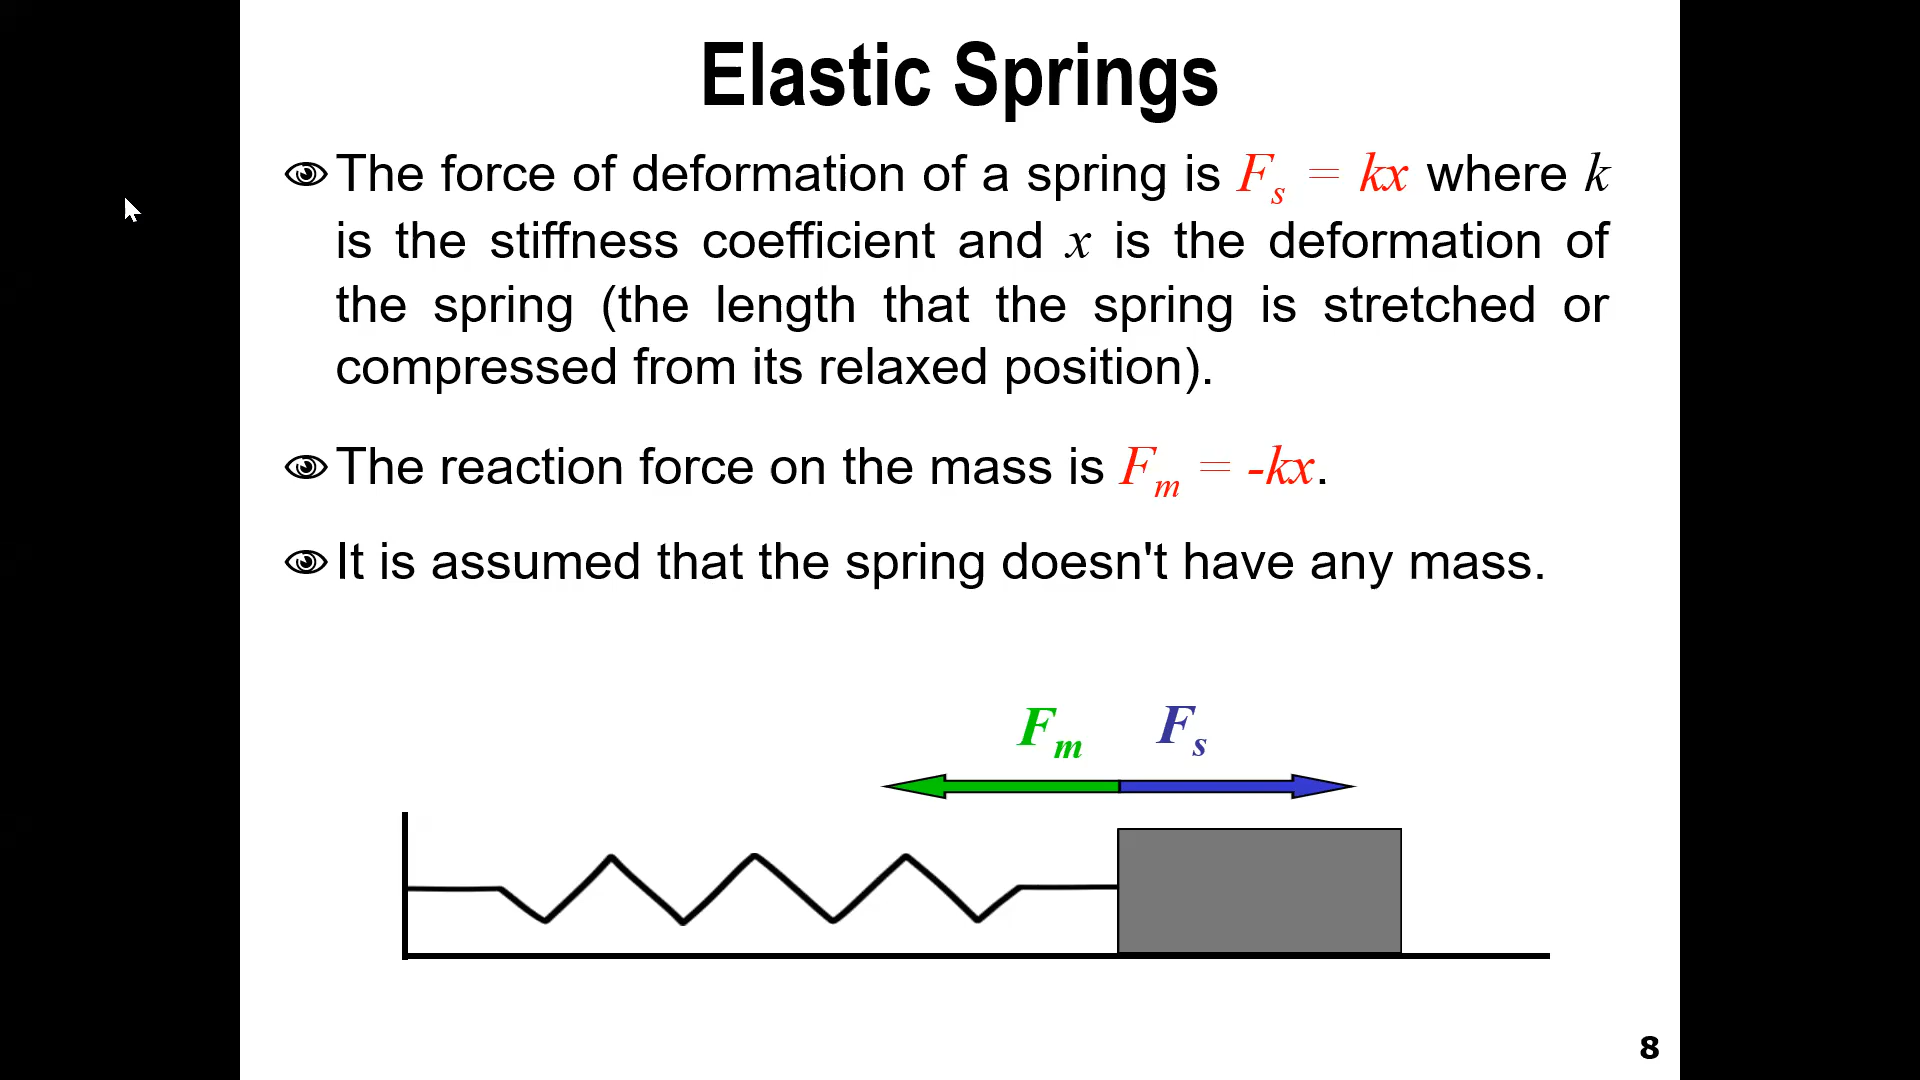 Elastic Springs
The force of deformation of a spring is Fs = kx where k
is the stiffness coefficient and x is the deformation of
the spring (the length that the spring is stretched or
compressed from its relaxed position).
The reaction force on the mass is Fm = -kx.
It is assumed that the spring doesn't have any mass.
Fm Fs
8